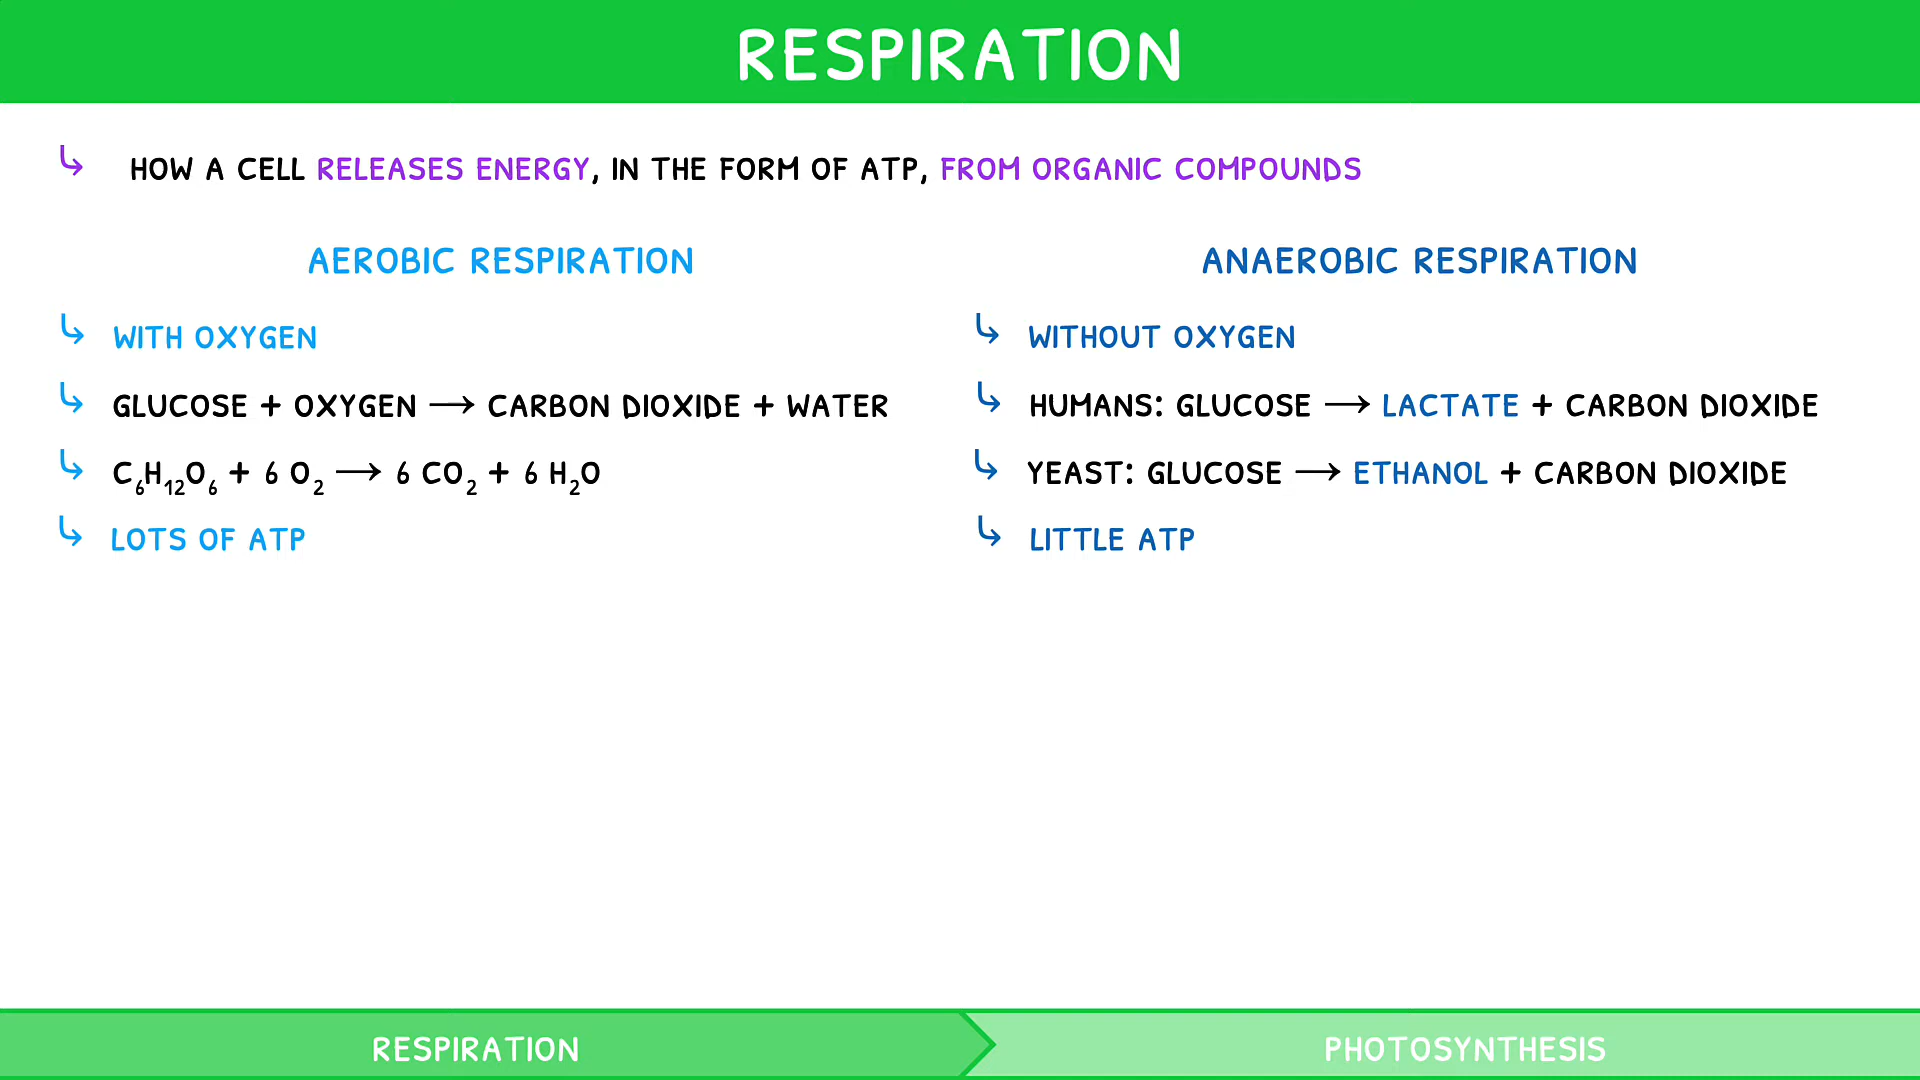 RESPIRATION
↳ HOW A CELL RELEASES ENERGY, IN THE FORM OF ATP, FROM ORGANIC COMPOUNDS
AEROBIC RESPIRATION
↳ WITH OXYGEN
↳ GLUCOSE + OXYGEN ⟶ CARBON DIOXIDE + WATER
↳ C₆H₁₂O₆ + 6 O₂ ⟶ 6 CO₂ + 6 H₂O
↳ LOTS OF ATP
ANAEROBIC RESPIRATION
↳ WITHOUT OXYGEN
↳ HUMANS: GLUCOSE ⟶ LACTATE + CARBON DIOXIDE
↳ YEAST: GLUCOSE ⟶ ETHANOL + CARBON DIOXIDE
↳ LITTLE ATP
RESPIRATION
PHOTOSYNTHESIS